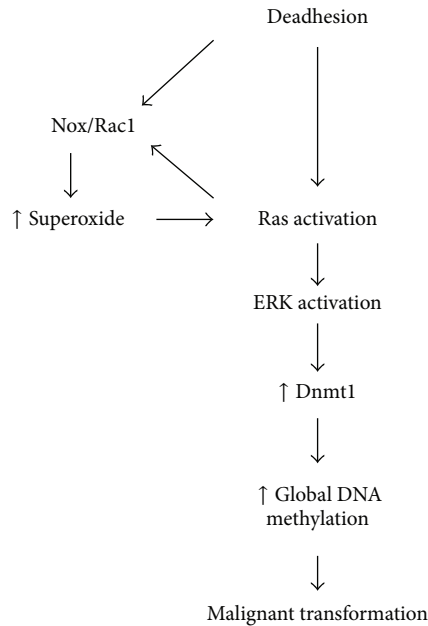 Deadhesion
Nox/Rac1
↑ Superoxide
Ras activation
ERK activation
↑ Dnmt1
↑ Global DNA
methylation
Malignant transformation